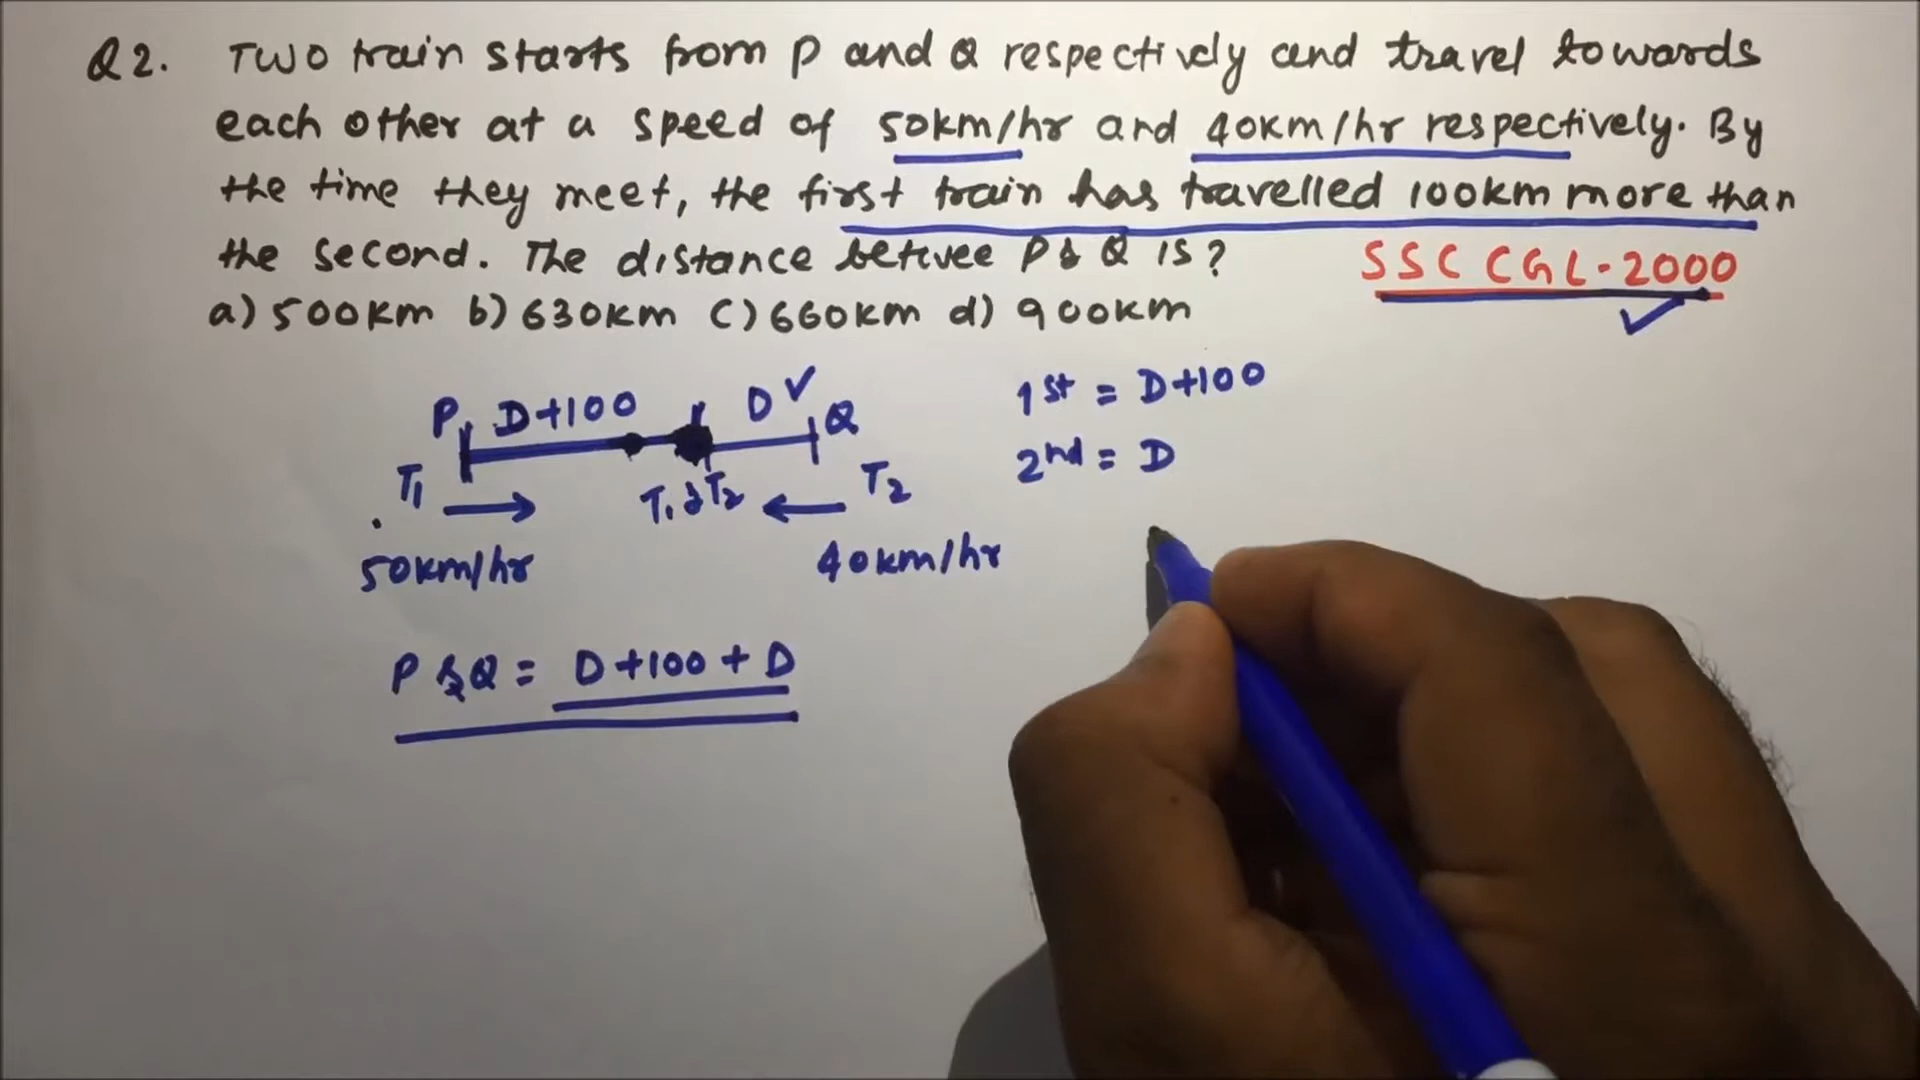 Q2. Two train starts from P and Q respectivly and travel towards
each other at a speed of 50km/hr and 40km/hr respectively. By
the time they meet, the first train has travelled 100km more than
the second. The distance betwee P & Q is?
SSC CGL-2000
a) 500km b) 630km c) 660km d) 900km
P D+100 D ✓ Q
T1 → T1 & T2 ← T2
50km/hr 40km/hr
1st = D+100
2nd = D
P & Q = D+100+D